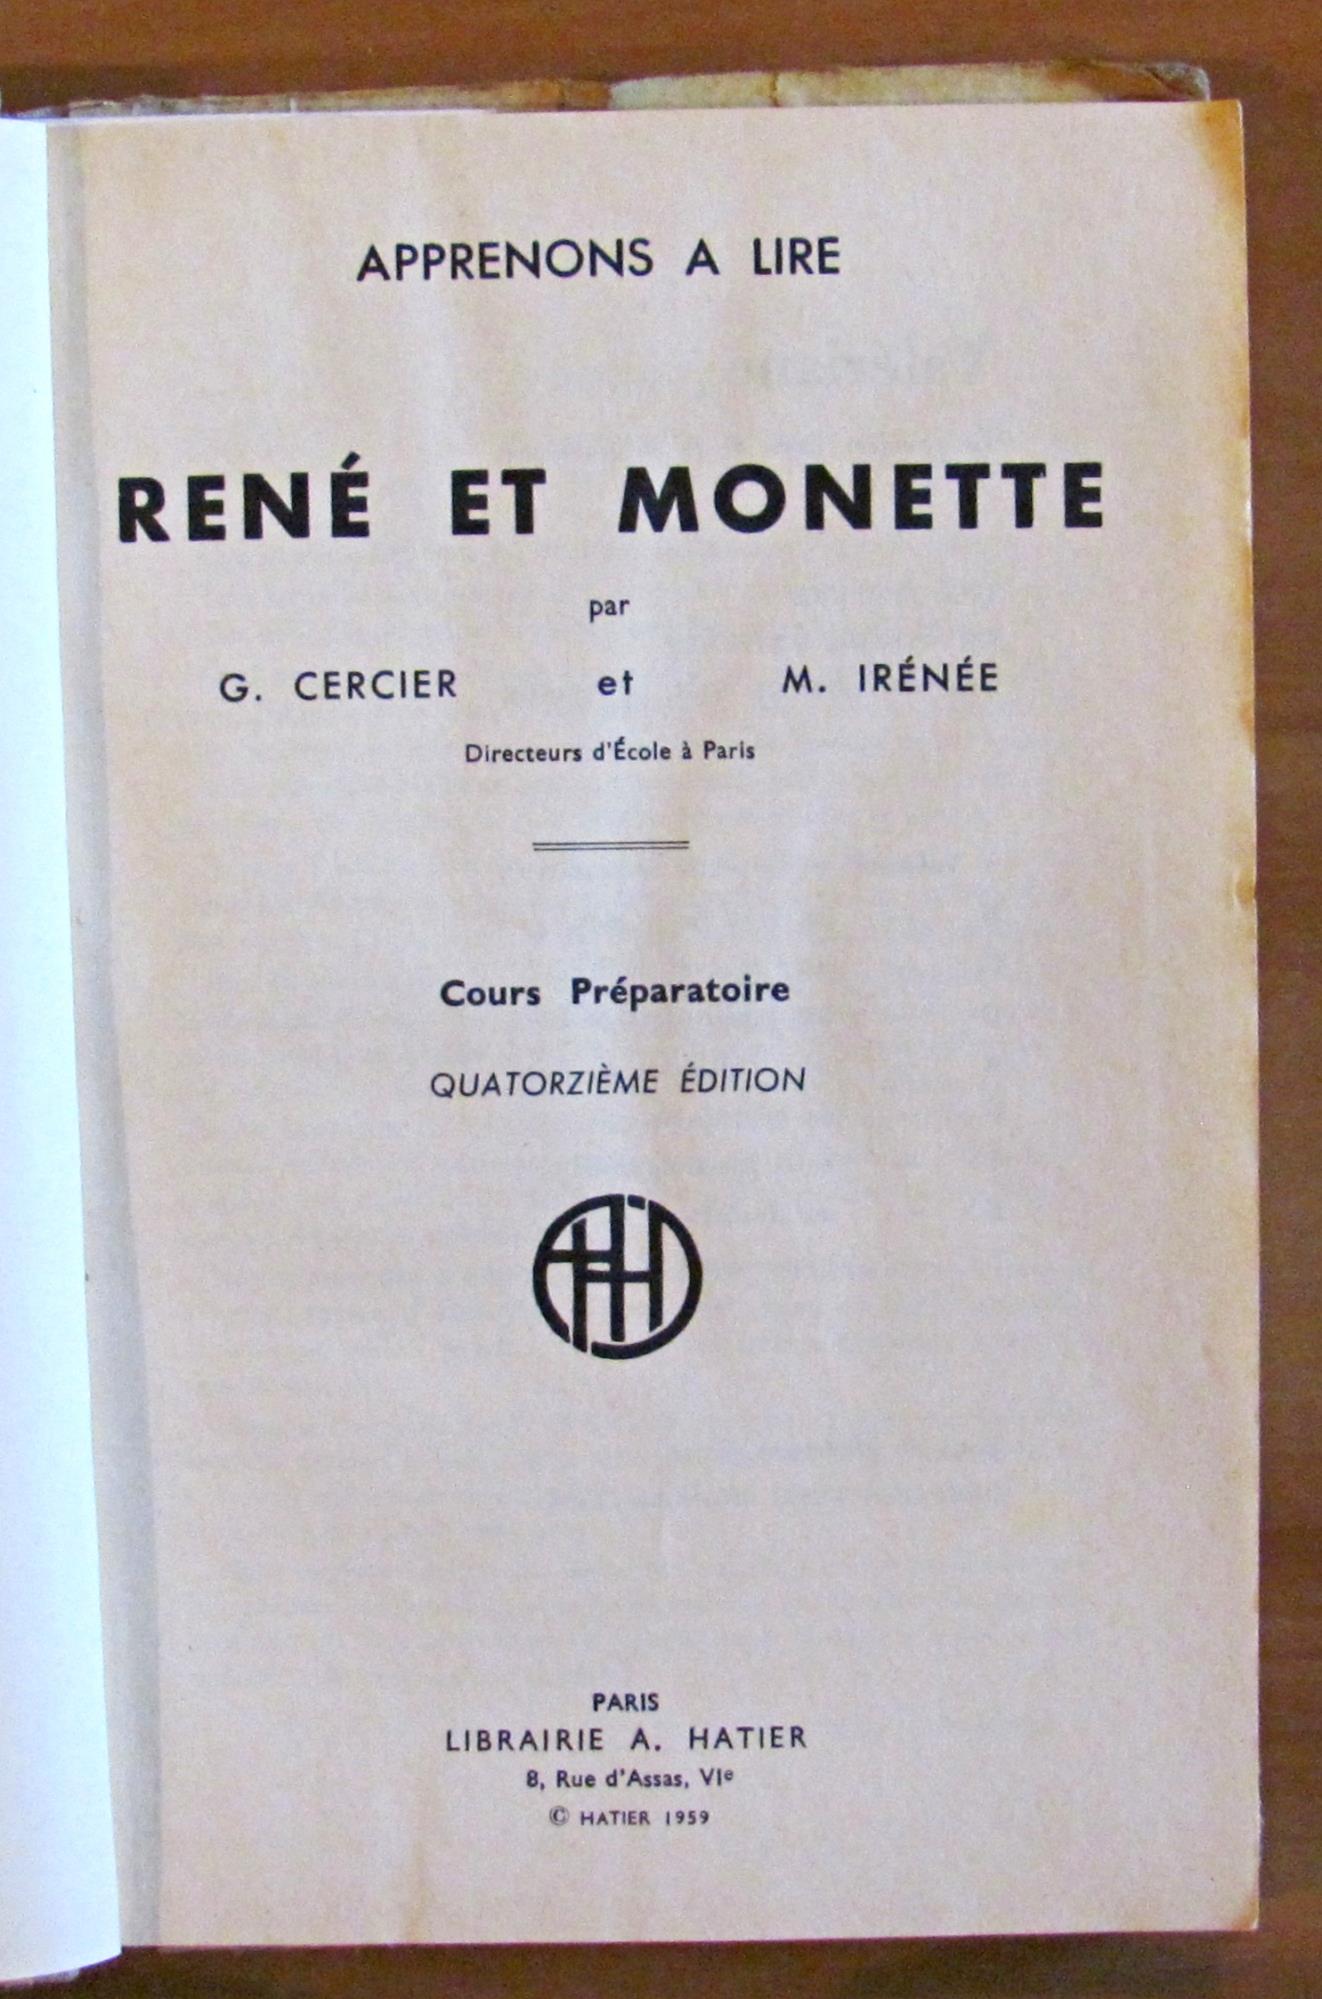 APPRENONS A LIRE
RENÉ ET MONETTE
par
G. CERCIER et M. IRÉNÉE
Directeurs d'École à Paris
Cours Préparatoire
QUATORZIÈME ÉDITION
PARIS
LIBRAIRIE A. HATIER
8, Rue d'Assas, VIe
© HATIER 1959